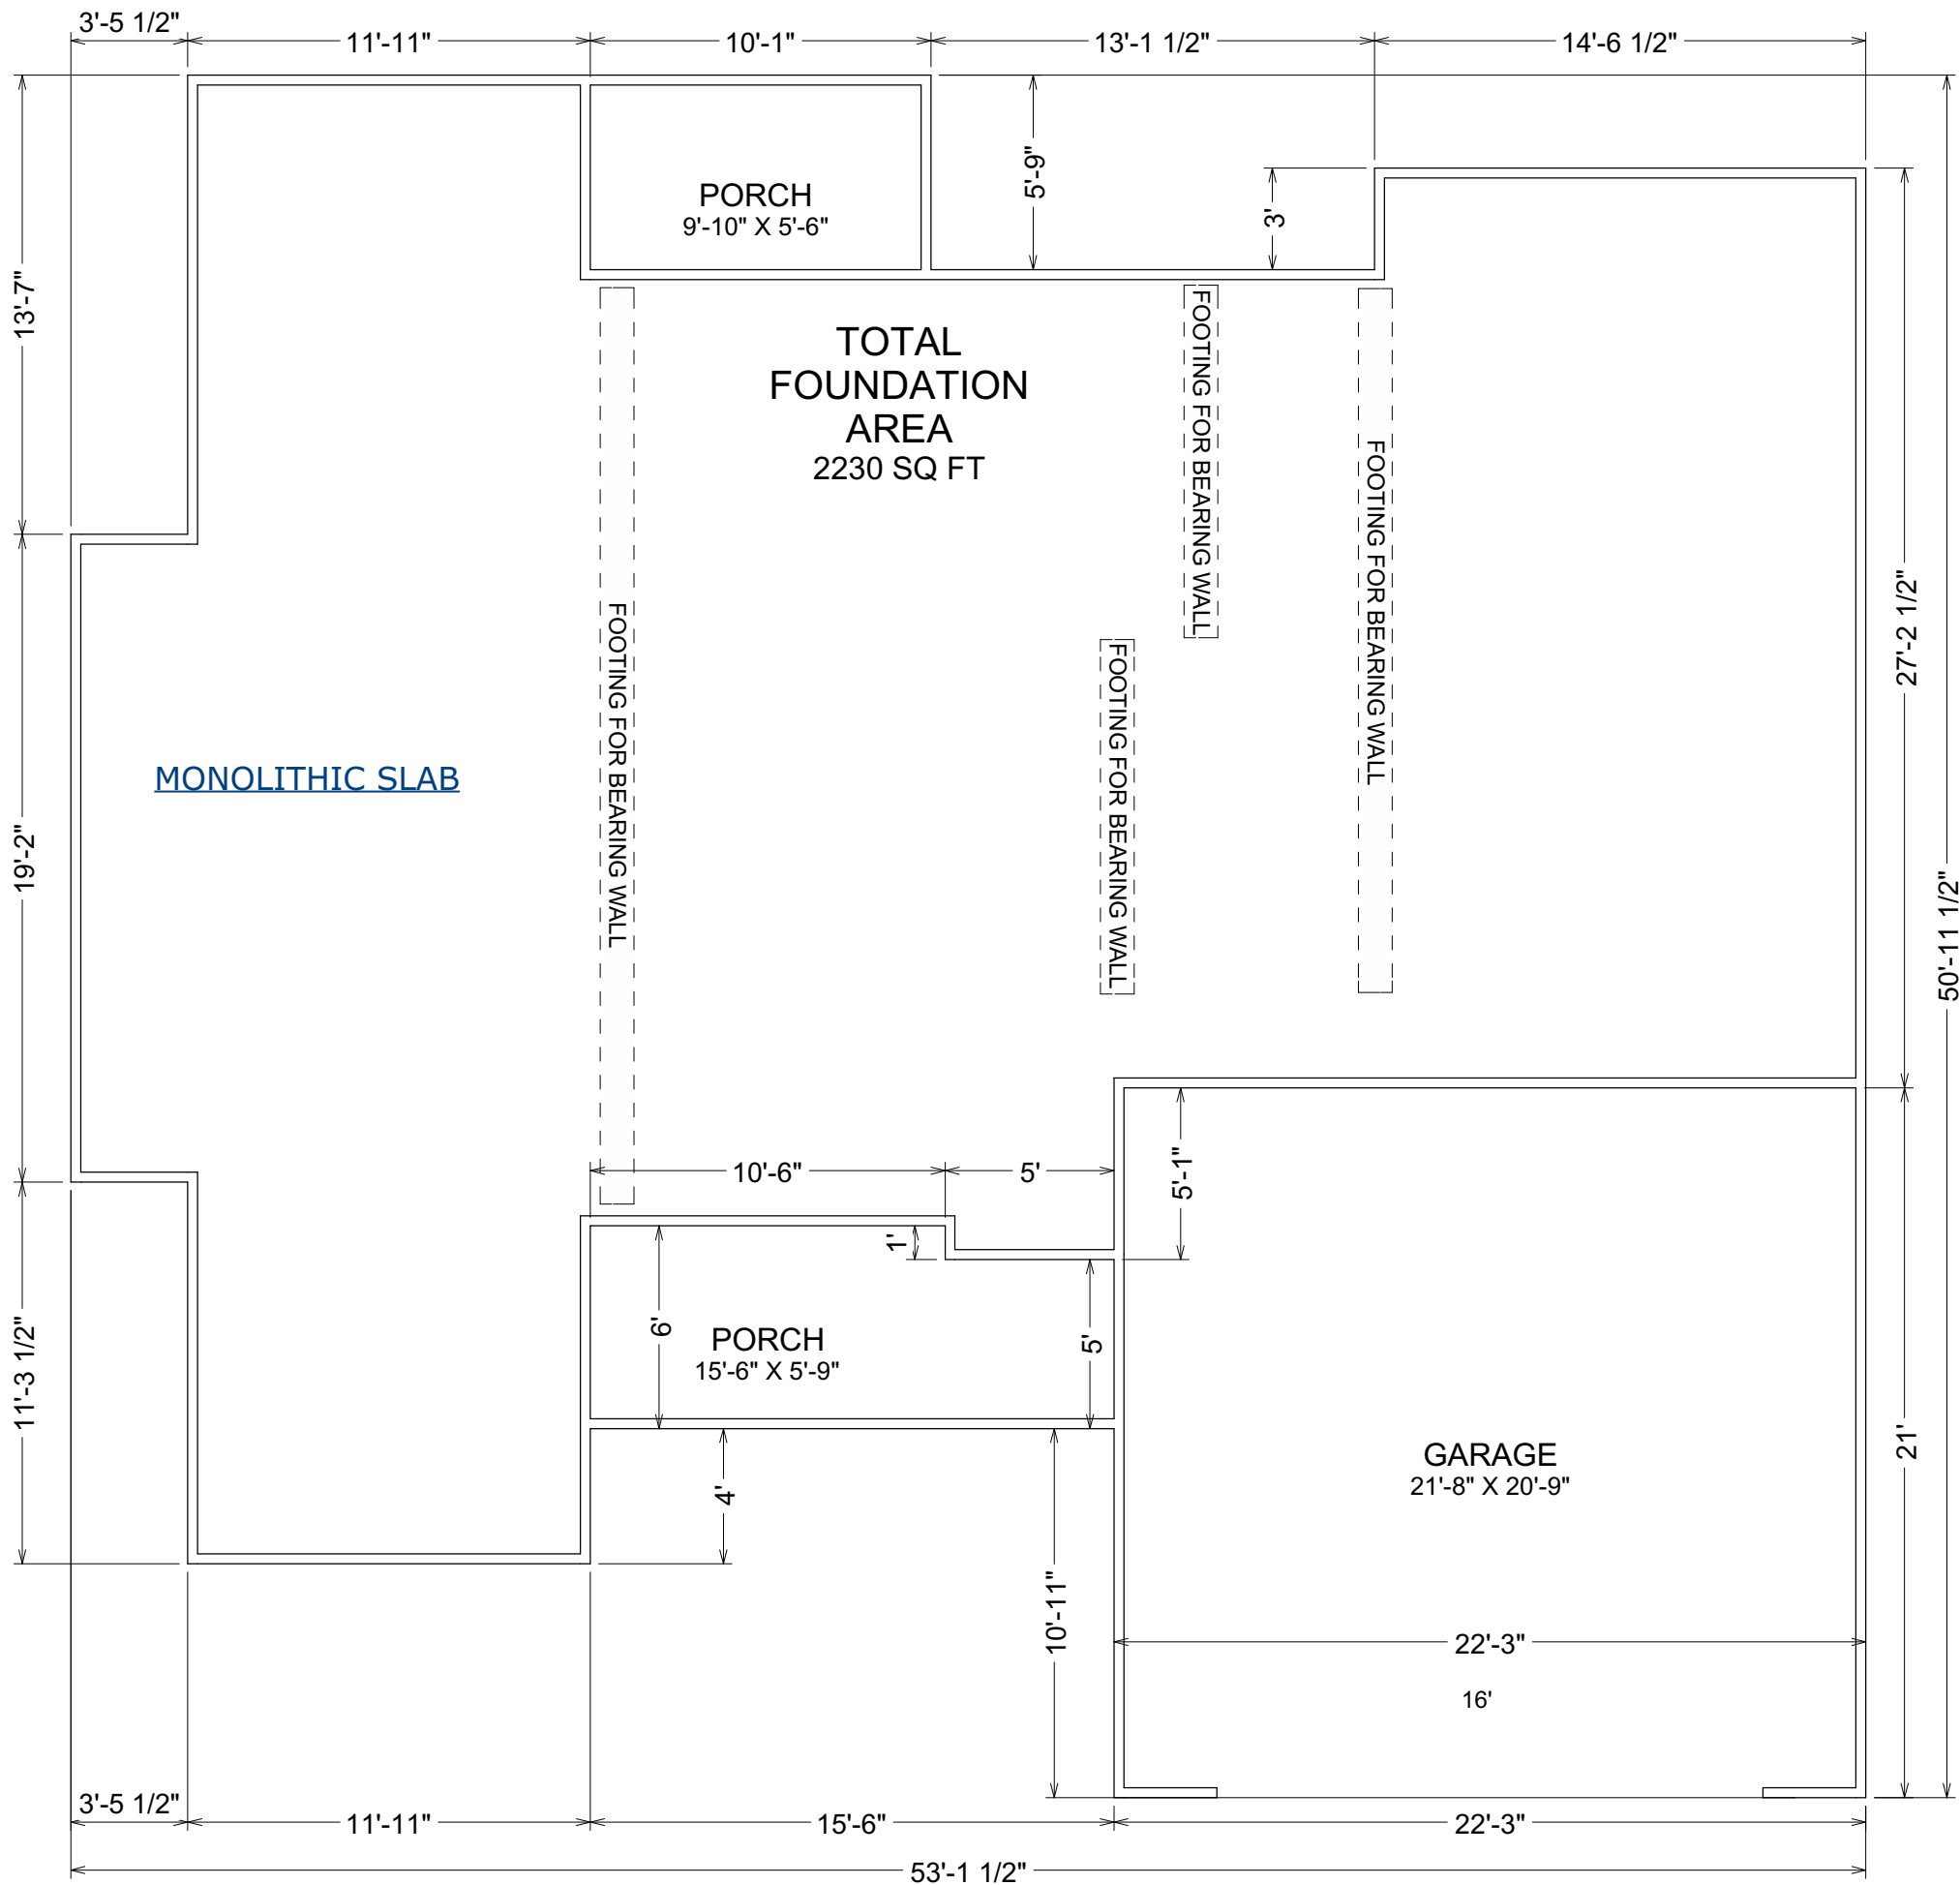 3'-5 1/2"
11'-11"
10'-1"
13'-1 1/2"
14'-6 1/2"
5'-9"
3'
PORCH
9'-10" X 5'-6"
13'-7"
TOTAL
FOUNDATION
AREA
2230 SQ FT
FOOTING FOR BEARING WALL
FOOTING FOR BEARING WALL
FOOTING FOR BEARING WALL
FOOTING FOR BEARING WALL
27'-2 1/2"
MONOLITHIC SLAB
19'-2"
50'-11 1/2"
10'-6"
5'
5'-1"
1'
6'
5'
PORCH
15'-6" X 5'-9"
11'-3 1/2"
4'
GARAGE
21'-8" X 20'-9"
21'
10'-11"
22'-3"
16'
3'-5 1/2"
11'-11"
15'-6"
22'-3"
53'-1 1/2"